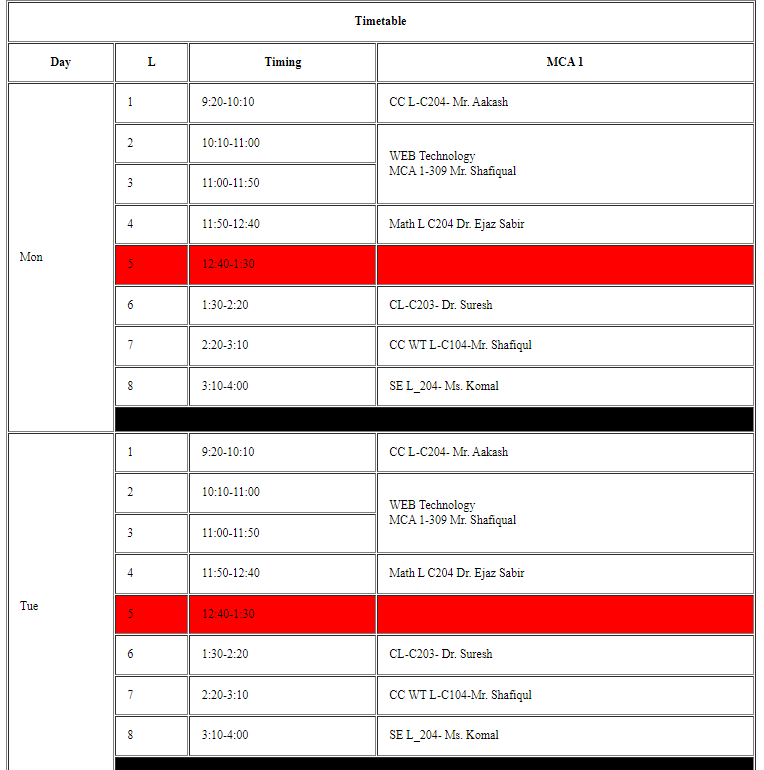 Timetable
Day L Timing MCA 1
Mon
1 9:20-10:10 CC L-C204- Mr. Aakash
2 10:10-11:00 WEB Technology
MCA 1-309 Mr. Shafiqual
3 11:00-11:50
4 11:50-12:40 Math L C204 Dr. Ejaz Sabir
5 12:40-1:30
6 1:30-2:20 CL-C203- Dr. Suresh
7 2:20-3:10 CC WT L-C104-Mr. Shafiqul
8 3:10-4:00 SE L_204- Ms. Komal
Tue
1 9:20-10:10 CC L-C204- Mr. Aakash
2 10:10-11:00 WEB Technology
MCA 1-309 Mr. Shafiqual
3 11:00-11:50
4 11:50-12:40 Math L C204 Dr. Ejaz Sabir
5 12:40-1:30
6 1:30-2:20 CL-C203- Dr. Suresh
7 2:20-3:10 CC WT L-C104-Mr. Shafiqul
8 3:10-4:00 SE L_204- Ms. Komal